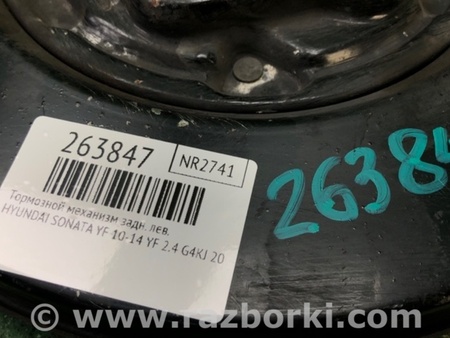 263847
NR2741
Тормозной механизм задн. лев.
HYUNDAI SONATA YF 10-14 YF 2.4 G4KJ 20
26384
www.razborki.com